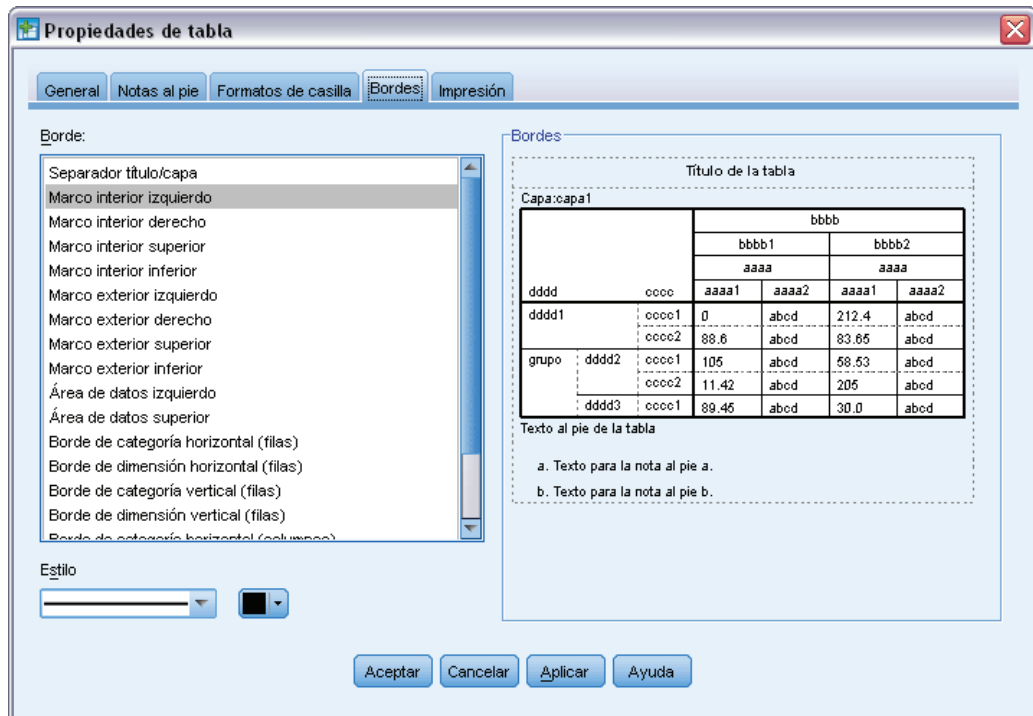 Propiedades de tabla
General Notas al pie Formatos de casilla Bordes Impresión
Borde:
Separador título/capa
Marco interior izquierdo
Marco interior derecho
Marco interior superior
Marco interior inferior
Marco exterior izquierdo
Marco exterior derecho
Marco exterior superior
Marco exterior inferior
Área de datos izquierdo
Área de datos superior
Borde de categoría horizontal (filas)
Borde de dimensión horizontal (filas)
Borde de categoría vertical (filas)
Borde de dimensión vertical (filas)
Borde de categoría horizontal (columnas)
Estilo
Bordes
Título de la tabla
Capa:capa1
bbbb
bbbb1 bbbb2
aaaa aaaa
dddd cccc aaaa1 aaaa2 aaaa1 aaaa2
dddd1 cccc1 0 abcd 212.4 abcd
cccc2 88.6 abcd 83.65 abcd
grupo dddd2 cccc1 105 abcd 58.53 abcd
cccc2 11.42 abcd 205 abcd
dddd3 cccc1 89.45 abcd 30.0 abcd
Texto al pie de la tabla
a. Texto para la nota al pie a.
b. Texto para la nota al pie b.
Aceptar Cancelar Aplicar Ayuda